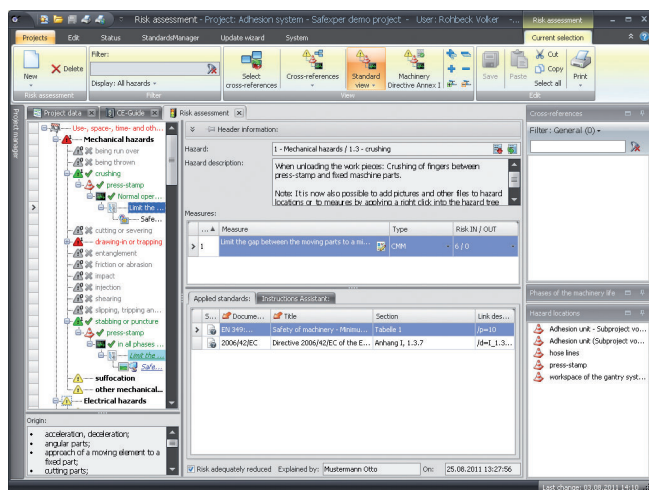 Risk assessment - Project: Adhesion system - Safexper demo project - User: Rohbeck Volker -...
Risk assessment
Projects Edit Status StandardsManager Update wizard System Current selection
New
Delete
Filter:
Display: All hazards
Select cross-references
Cross-references
Standard view
Machinery Directive Annex I
Save
Paste
Cut
Copy
Select all
Print
Risk assessment Filter View Edit
Project manager
Project data CE-Guide Risk assessment
Use-, space-, time- and oth...
Mechanical hazards
being run over
being thrown
crushing
press-stamp
Normal oper...
Limit the ...
Safe...
cutting or severing
drawing-in or trapping
entanglement
friction or abrasion
impact
injection
shearing
slipping, tripping an...
stabbing or puncture
press-stamp
in all phases ...
Limit the ...
Safe...
suffocation
other mechanical...
Electrical hazards
Origin:
• acceleration, deceleration;
• angular parts;
• approach of a moving element to a
fixed part;
• cutting parts;
Header information:
Hazard: 1 - Mechanical hazards / 1.3 - crushing
Hazard description: When unloading the work pieces: Crushing of fingers between
press-stamp and fixed maschine parts.
Note: It is now also possible to add pictures and other files to hazard
locations or to meaures by applying a right click into the hazard tree
Measures:
... Measure Type Risk IN / OUT
1 Limit the gap between the moving parts to a mi... CMM 6 / 0
Applied standards: Instructions Assistant:
S... Docume... Title Section Link des...
EN 349:... Safety of machinery - Minimu... Tabelle 1 /p=10
2006/42/EC Directive 2006/42/EC of the E... Anhang I, 1.3.7 /d=I_1.3...
Risk adequately reduced Explained by: Mustermann Otto On: 25.08.2011 13:27:56
Cross-references
Filter: General (0)
Phases of the machinery life
Hazard locations
Adhesion unit - Subproject vo...
Adhesion unit (Subproject vo...
hose lines
press-stamp
workspace of the gantry syst...
Last change: 03.08.2011 14:10